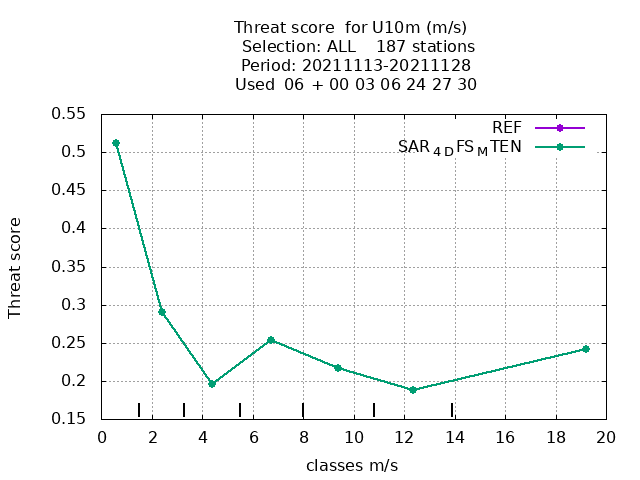 Threat score  for U10m (m/s)
Selection: ALL    187 stations
Period: 20211113-20211128
Used  06 + 00 03 06 24 27 30
0.55
0.5
0.45
0.4
0.35
0.3
0.25
0.2
0.15
Threat score
REF
SAR4DFSMTEN
0 2 4 6 8 10 12 14 16 18 20
classes m/s